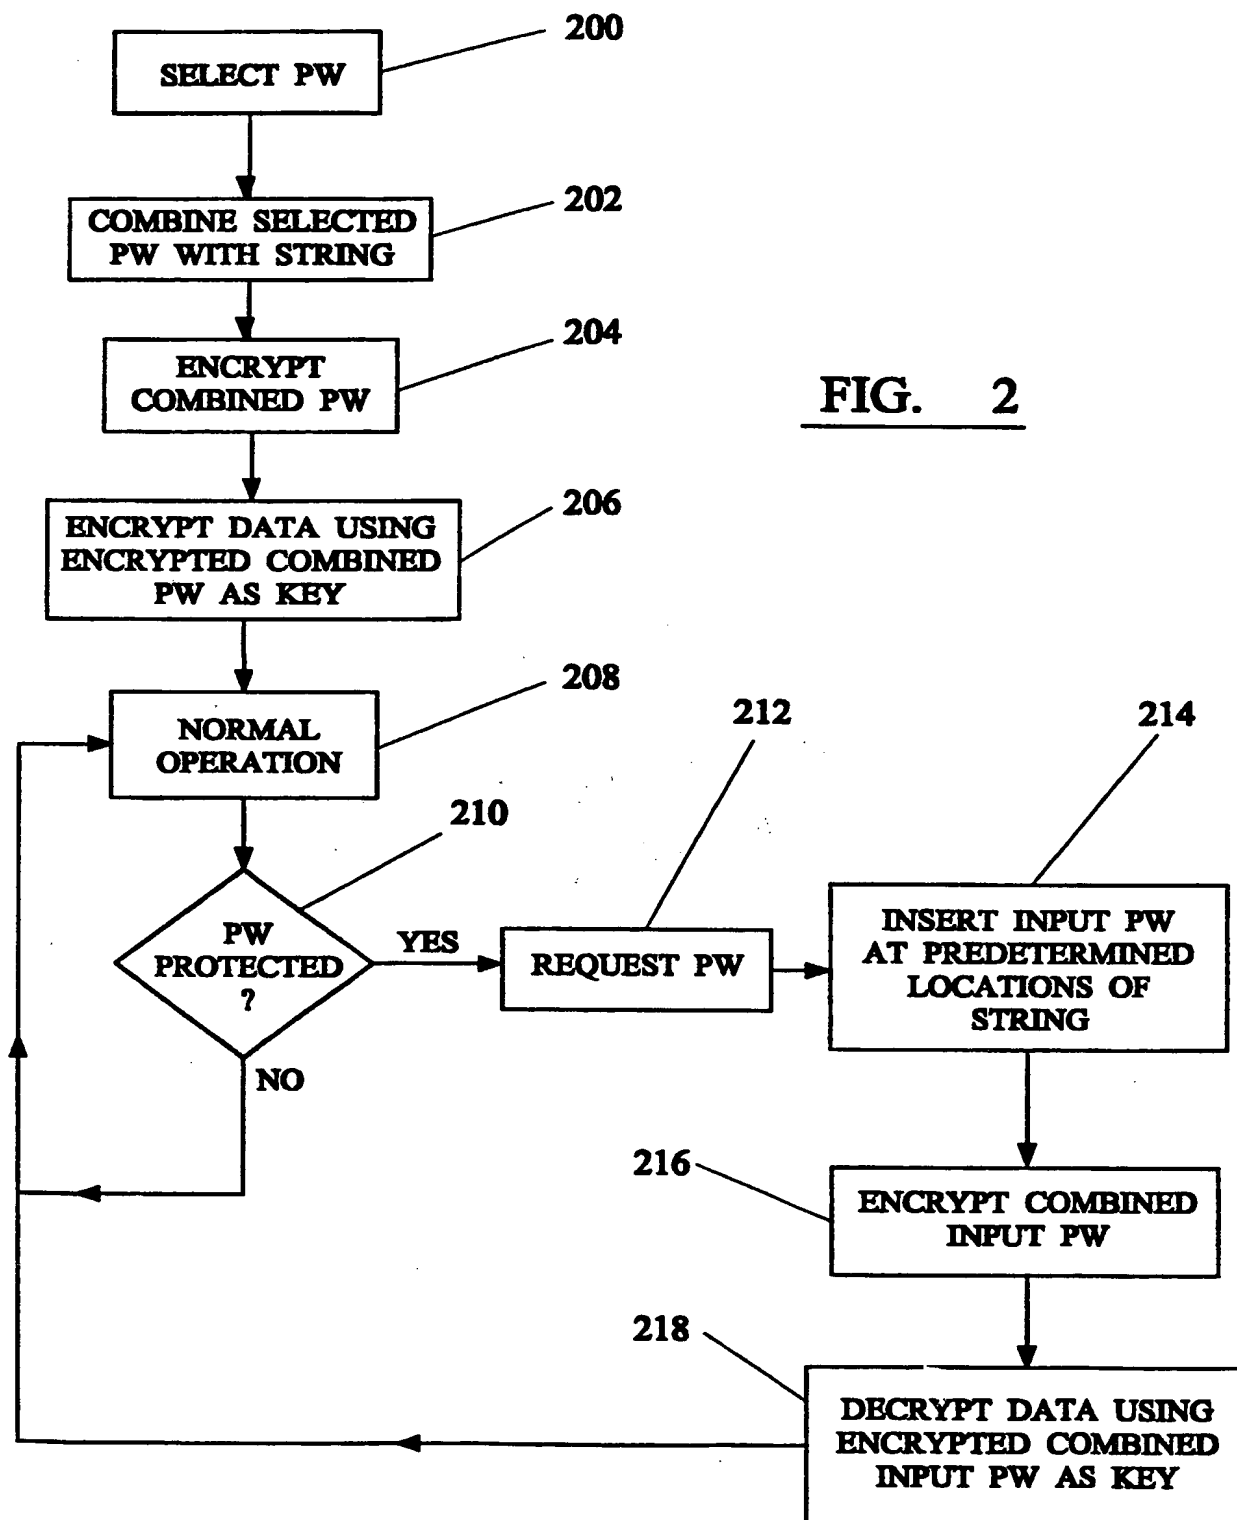 200
SELECT PW
202
COMBINE SELECTED
PW WITH STRING
204
ENCRYPT
COMBINED PW
FIG. 2
206
ENCRYPT DATA USING
ENCRYPTED COMBINED
PW AS KEY
208
NORMAL
OPERATION
210
PW
PROTECTED
?
YES
NO
212
REQUEST PW
214
INSERT INPUT PW
AT PREDETERMINED
LOCATIONS OF
STRING
216
ENCRYPT COMBINED
INPUT PW
218
DECRYPT DATA USING
ENCRYPTED COMBINED
INPUT PW AS KEY